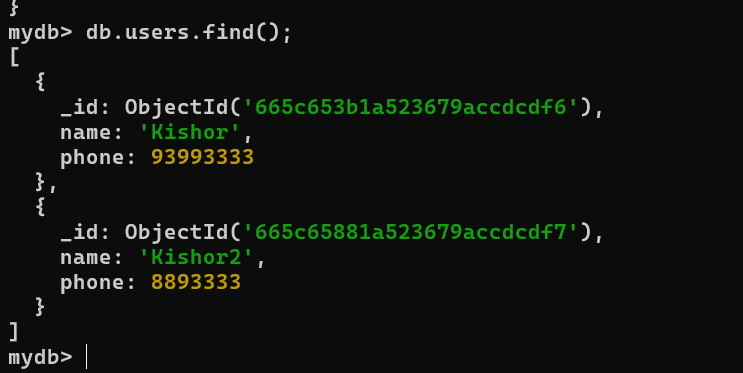 }
mydb> db.users.find();
[
  {
    _id: ObjectId('665c653b1a523679accdcdf6'),
    name: 'Kishor',
    phone: 93993333
  },
  {
    _id: ObjectId('665c65881a523679accdcdf7'),
    name: 'Kishor2',
    phone: 8893333
  }
]
mydb>